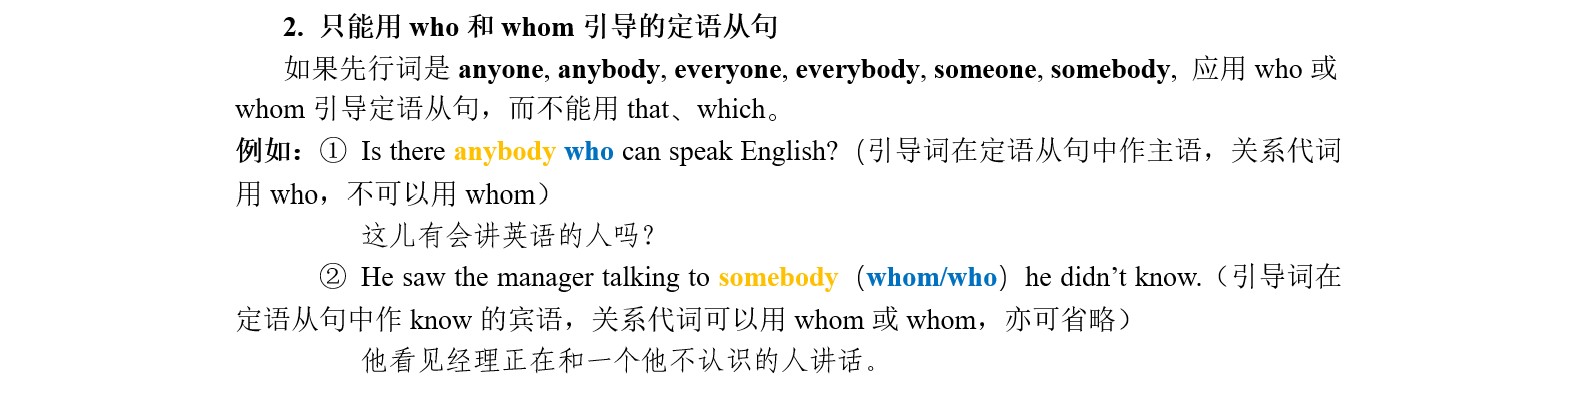 2. 只能用 who 和 whom 引导的定语从句
如果先行词是 anyone, anybody, everyone, everybody, someone, somebody, 应用 who 或
whom 引导定语从句，而不能用 that、which。
例如：① Is there anybody who can speak English?（引导词在定语从句中作主语，关系代词
用 who，不可以用 whom）
这儿有会讲英语的人吗？
② He saw the manager talking to somebody（whom/who）he didn’t know.（引导词在
定语从句中作 know 的宾语，关系代词可以用 whom 或 whom，亦可省略）
他看见经理正在和一个他不认识的人讲话。